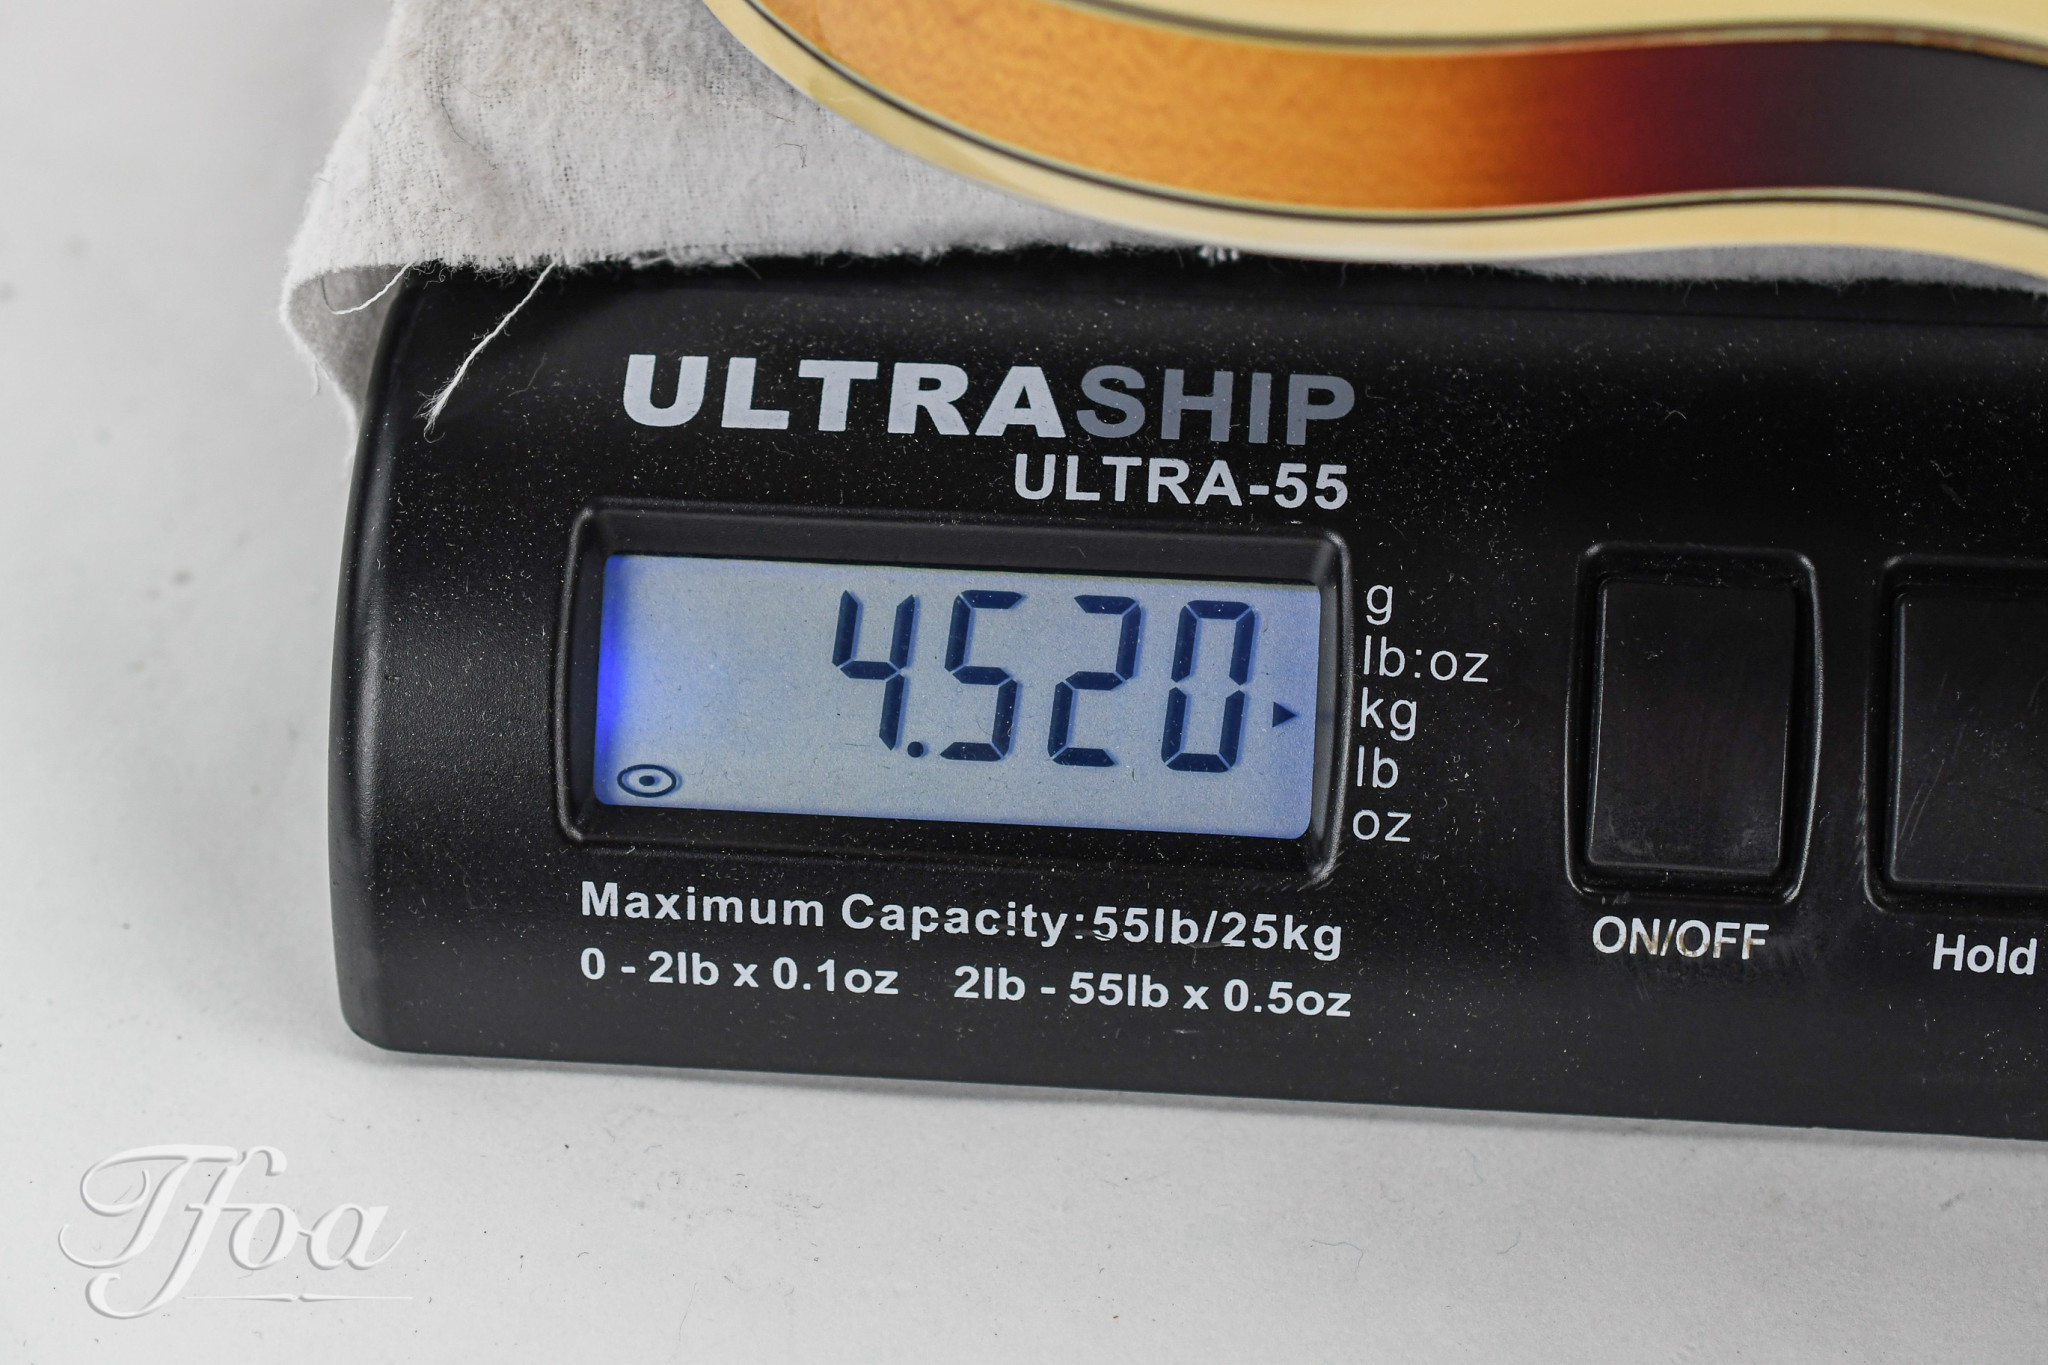 ULTRASHIP
ULTRA-55
4.520
g
lb:oz
kg
lb
oz
Maximum Capacity:55lb/25kg
0 - 2lb x 0.1oz 2lb - 55lb x 0.5oz
ON/OFF
Hold
Tfoa